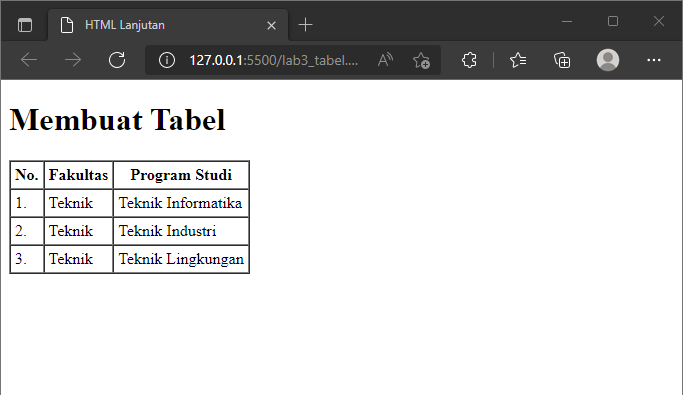 HTML Lanjutan
127.0.0.1:5500/lab3_tabel....
Membuat Tabel
No. Fakultas Program Studi
1. Teknik Teknik Informatika
2. Teknik Teknik Industri
3. Teknik Teknik Lingkungan